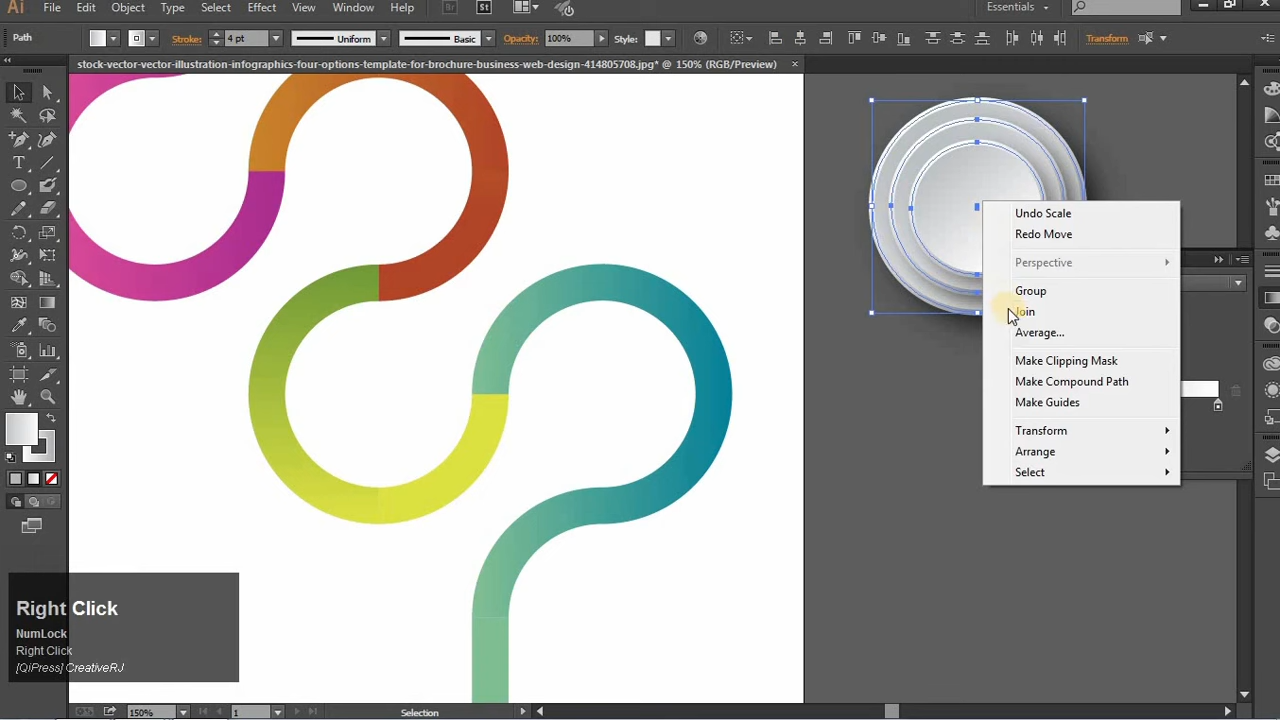 Ai File Edit Object Type Select Effect View Window Help Br St Essentials
Path Stroke: 4 pt Uniform Basic Opacity: 100% Style: Transform
stock-vector-vector-illustration-infographics-four-options-template-for-brochure-business-web-design-414805708.jpg* @ 150% (RGB/Preview)
Undo Scale
Redo Move
Perspective
Group
Join
Average...
Make Clipping Mask
Make Compound Path
Make Guides
Transform
Arrange
Select
Right Click
NumLock
Right Click
[QiPress] CreativeRJ
150% 1 Selection